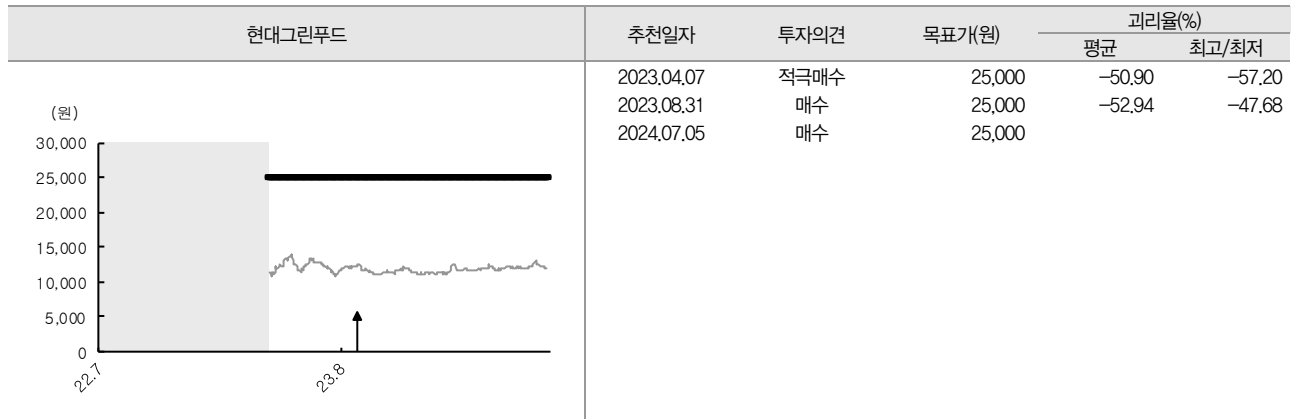 현대그린푸드 추천일자 투자의견 목표가(원) 괴리율(%)
평균 최고/최저
2023.04.07 적극매수 25,000 -50.90 -57.20
2023.08.31 매수 25,000 -52.94 -47.68
2024.07.05 매수 25,000
(원)
30,000
25,000
20,000
15,000
10,000
5,000
0
22.7 23.8